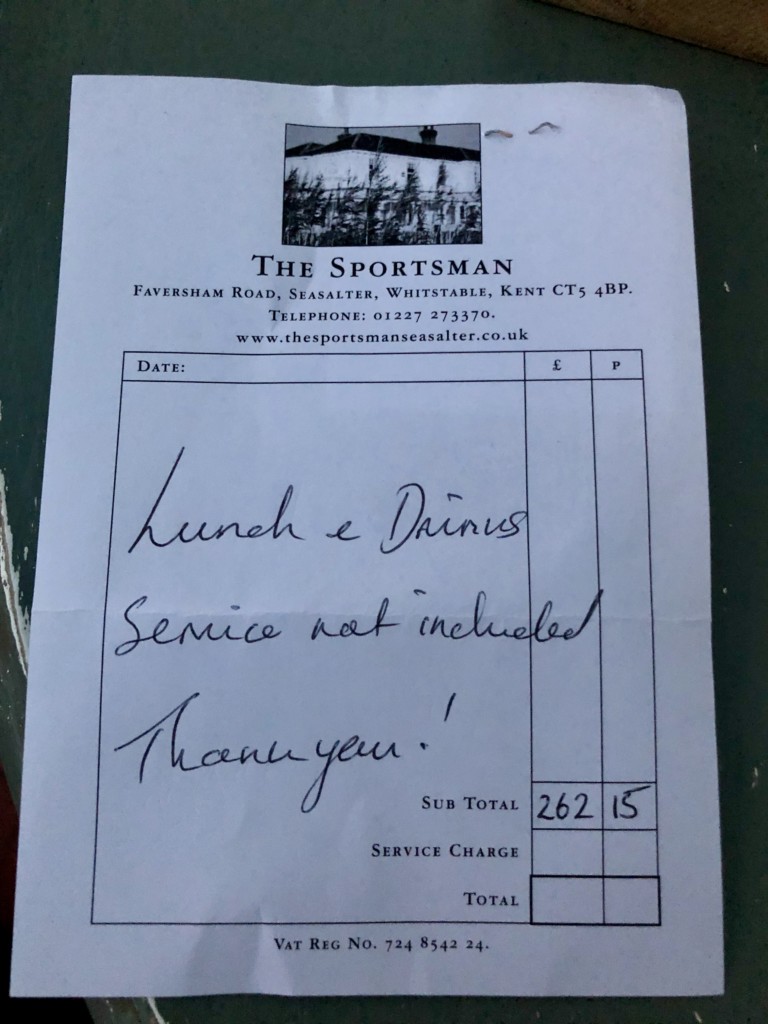 THE SPORTSMAN
FAVERSHAM ROAD, SEASALTER, WHITSTABLE, KENT CT5 4BP.
TELEPHONE: 01227 273370.
www.thesportsmanseasalter.co.uk
DATE: £ P
Lunch e Drinks
Service not included
Thank you!
SUB TOTAL 262 15
SERVICE CHARGE
TOTAL
VAT REG NO. 724 8542 24.